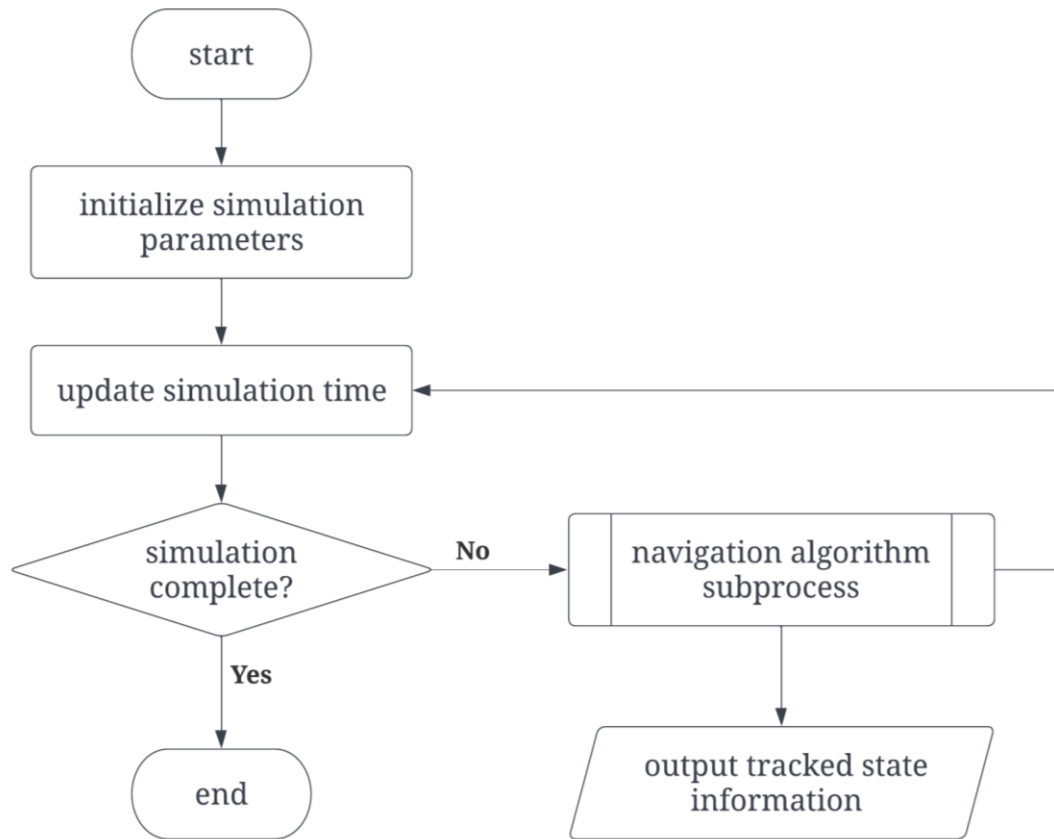 start
initialize simulation
parameters
update simulation time
simulation
complete?
No
navigation algorithm
subprocess
Yes
end
output tracked state
information